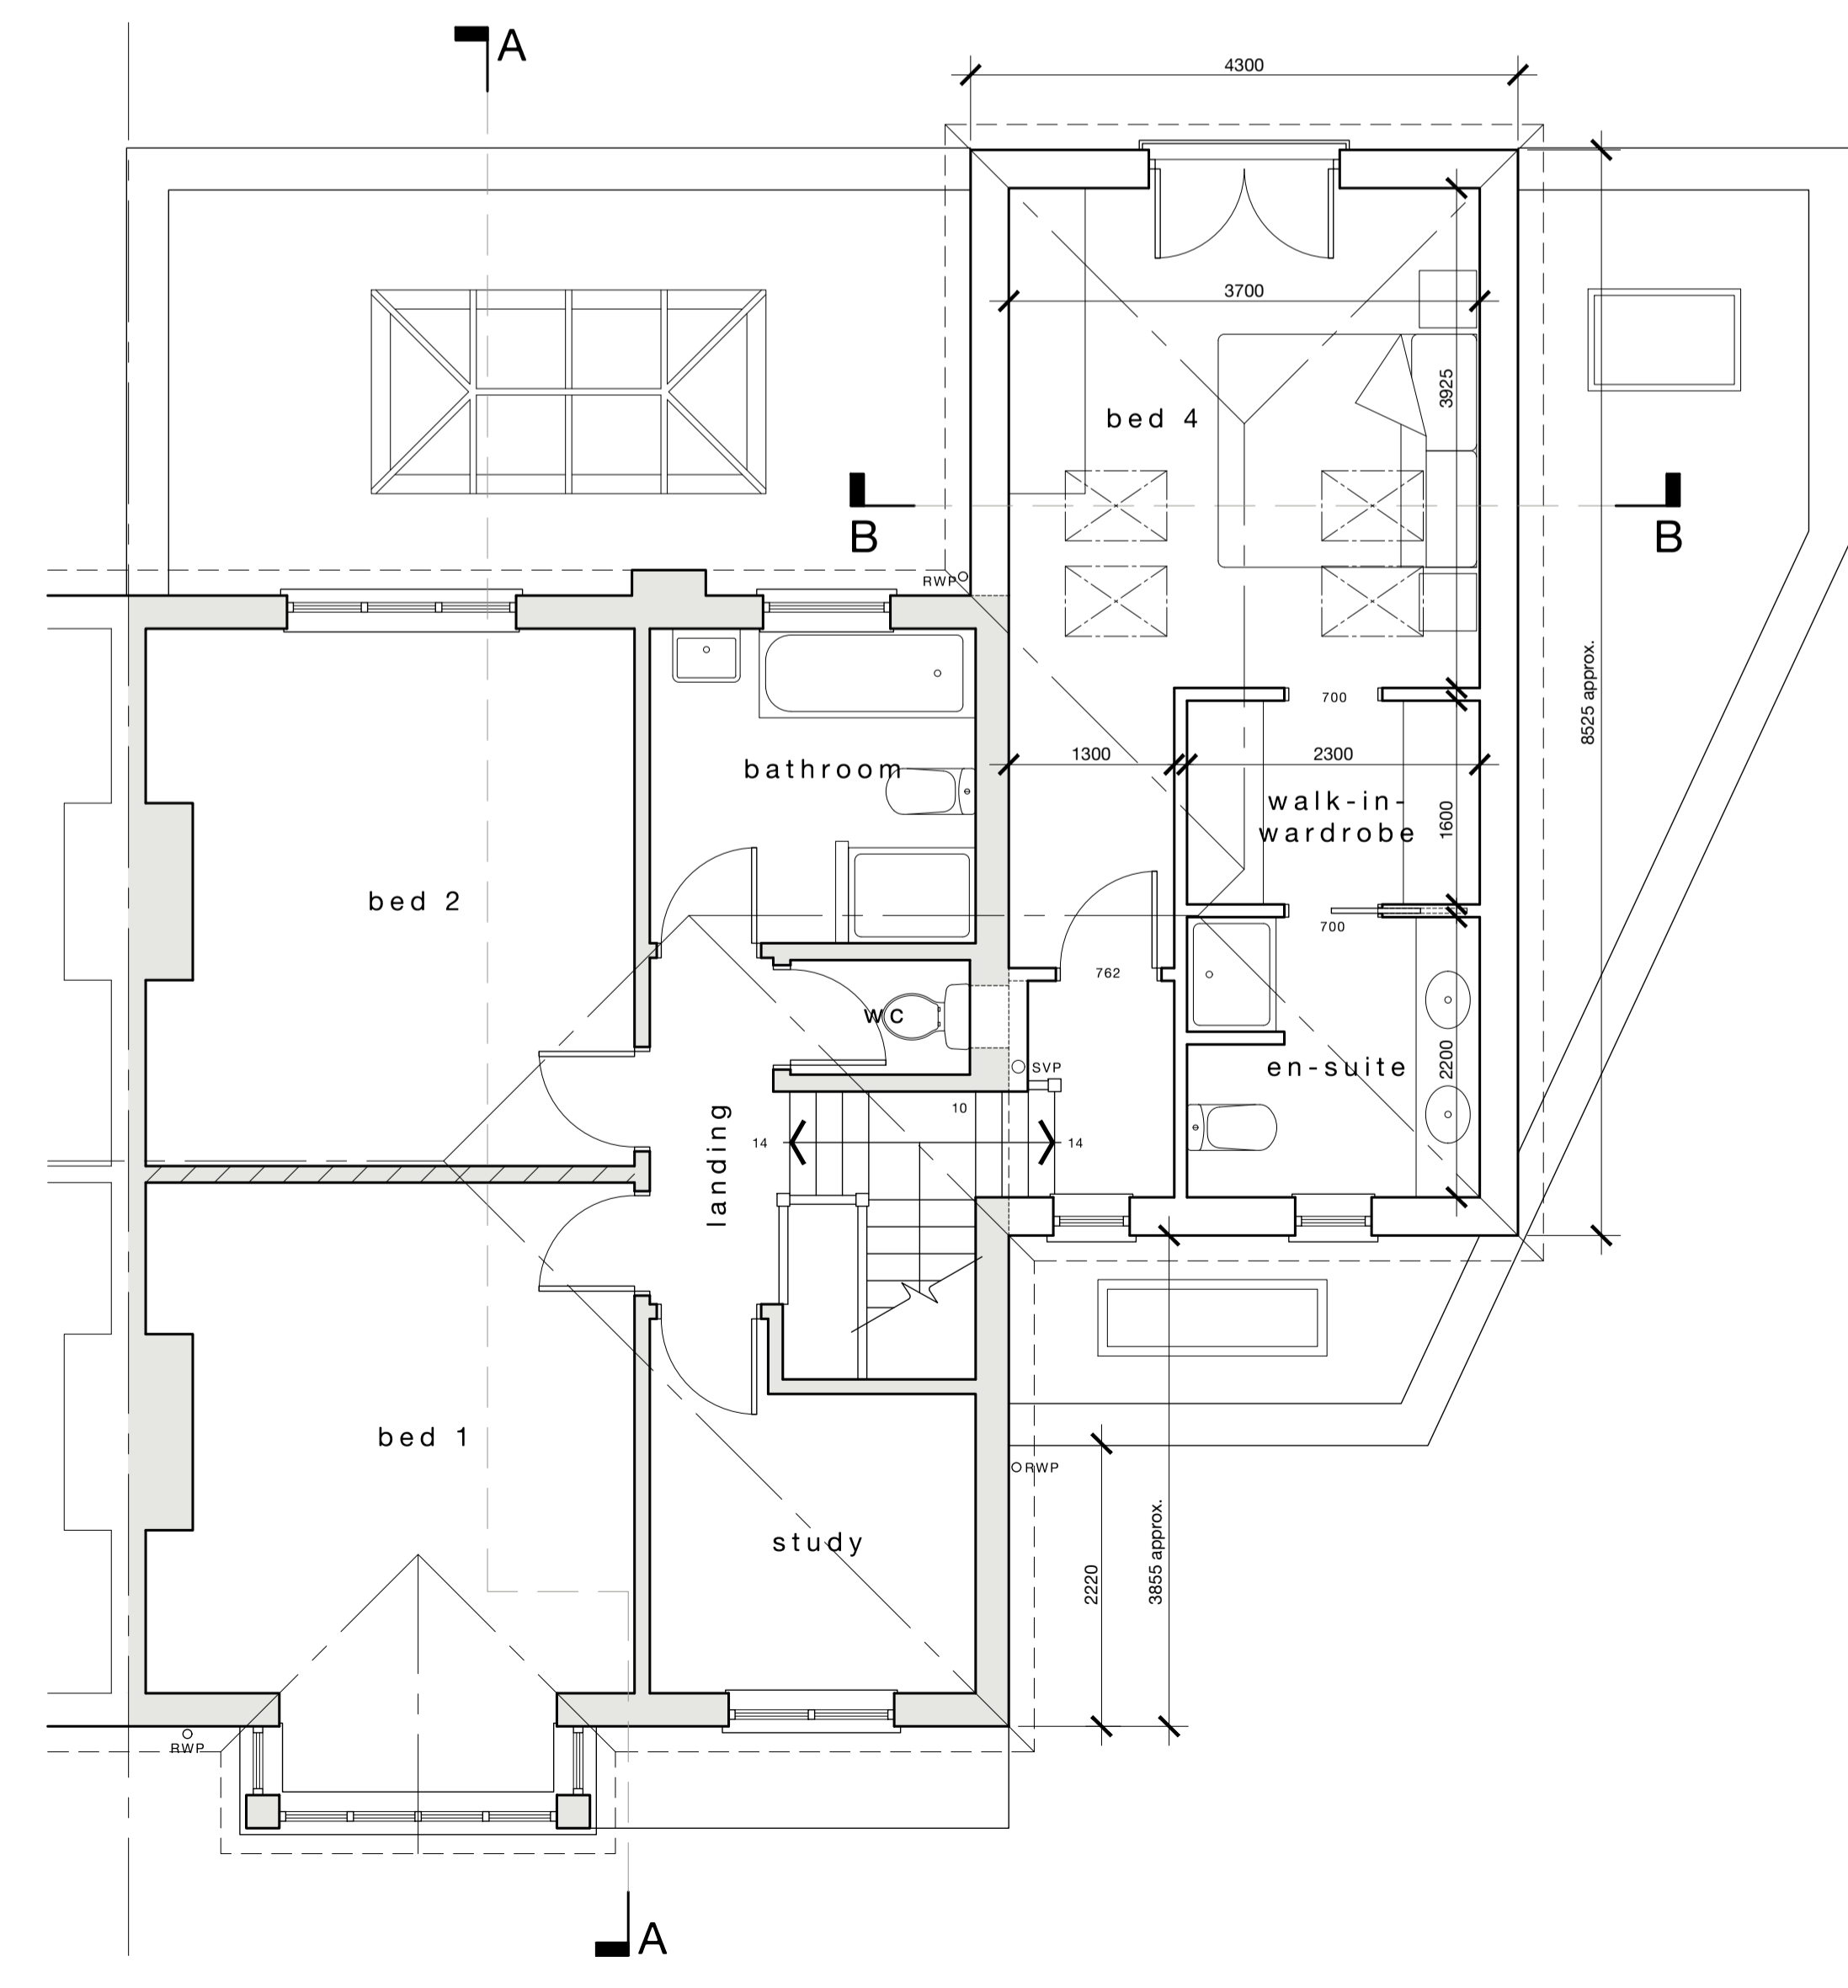 A
4300
3700
3925
bed 4
B
B
RWP
8525 approx.
700
1300
2300
bathroom
walk-in-
wardrobe
1600
bed 2
700
762
wc
SVP
en-suite
2200
10
14
14
landing
bed 1
RWP
study
2220
3855 approx.
RWP
A